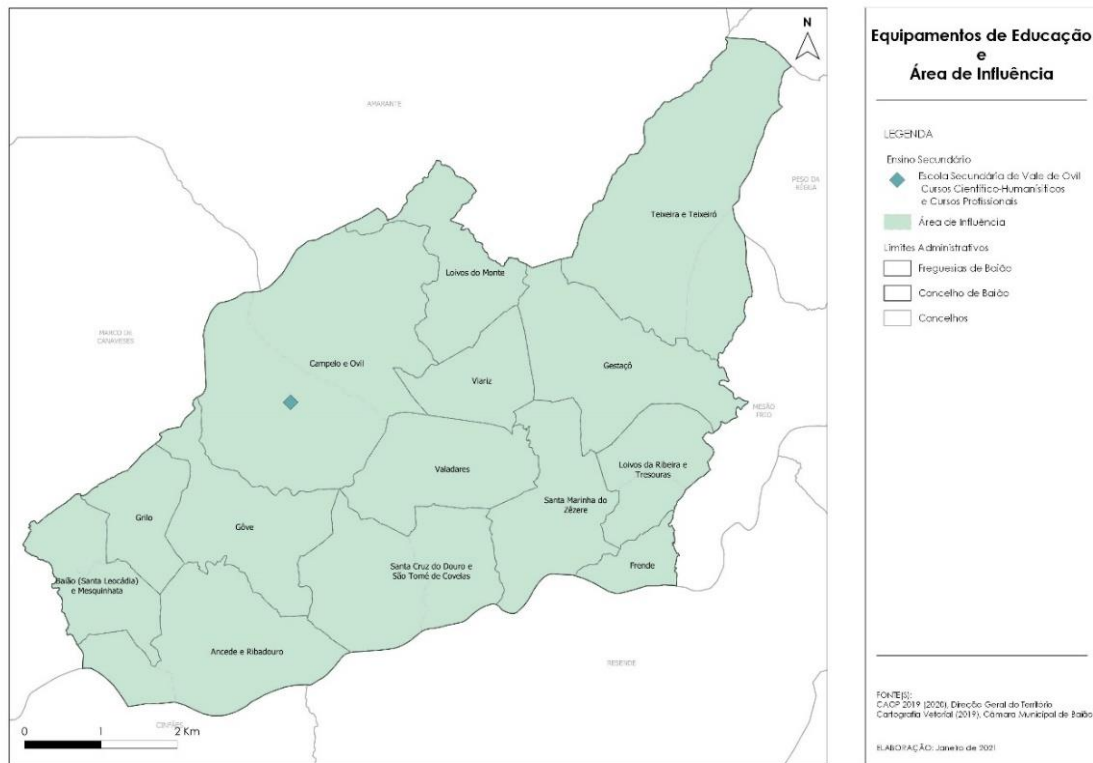 N
AMARANTE
PESO DA
RÉGUA
Teixeira e Teixeiró
Loivos do Monte
MARCO DE
CANAVESES
Campelo e Ovil
Viariz
Gestaçô
MESÃO
FRIO
Valadares
Loivos da Ribeira e
Tresouras
Santa Marinha do
Zêzere
Grilo
Gôve
Santa Cruz do Douro e
São Tomé de Covelas
Frende
Baião (Santa Leocádia)
e Mesquinhata
Ancede e Ribadouro
RESENDE
CINFÃES
0 1 2 Km
Equipamentos de Educação
e
Área de Influência
LEGENDA
Ensino Secundário
Escola Secundária do Vale de Ovil
Cursos Científico-Humanísticos
e Cursos Profissionais
Área de Influência
Limites Administrativos
Freguesias de Baião
Concelho de Baião
Concelhos
FONTE(S):
CAOP 2019 (2020), Direção Geral do Território
Cartografia Vetorial (2019), Câmara Municipal de Baião
ELABORAÇÃO: Janeiro de 2021